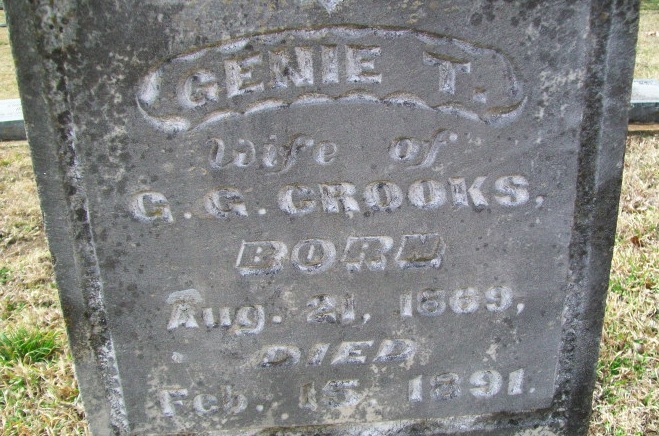 GENIE T.
Wife of
G. G. CROOKS,
BORN
Aug. 21, 1869,
DIED
Feb. 15, 1891.